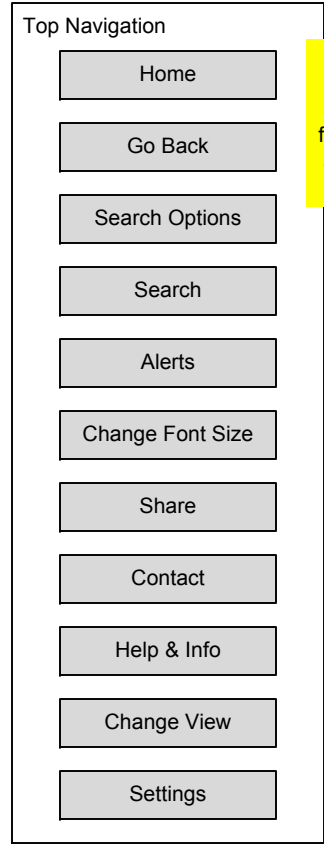 Top Navigation
Home
f
Go Back
Search Options
Search
Alerts
Change Font Size
Share
Contact
Help & Info
Change View
Settings